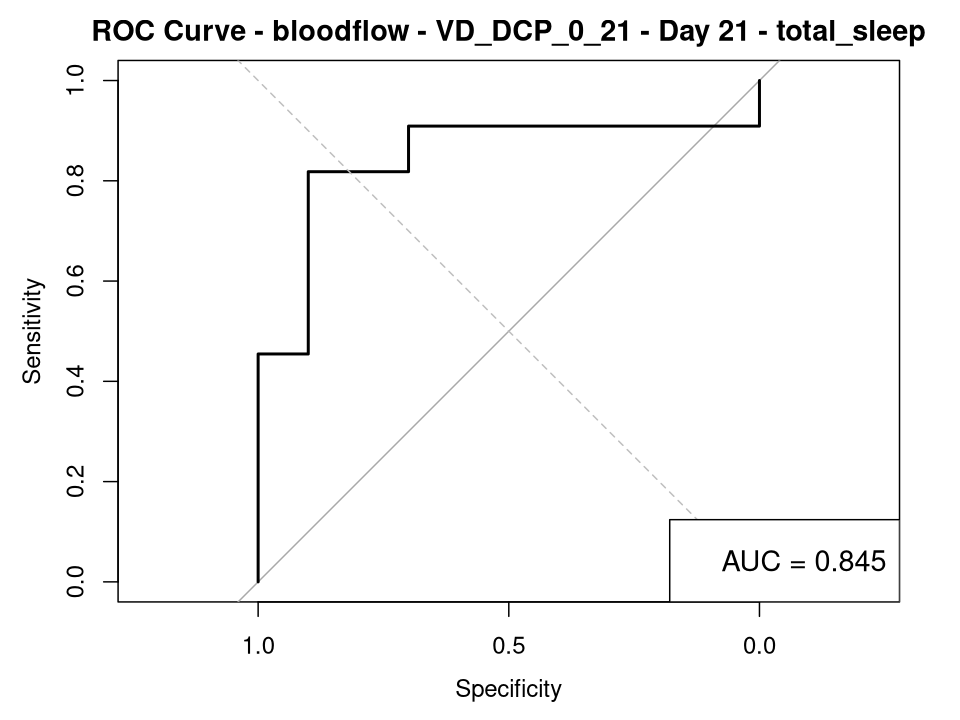 ROC Curve - bloodflow - VD_DCP_0_21 - Day 21 - total_sleep
1.0
0.8
0.6
0.4
0.2
0.0
Sensitivity
AUC = 0.845
1.0 0.5 0.0
Specificity